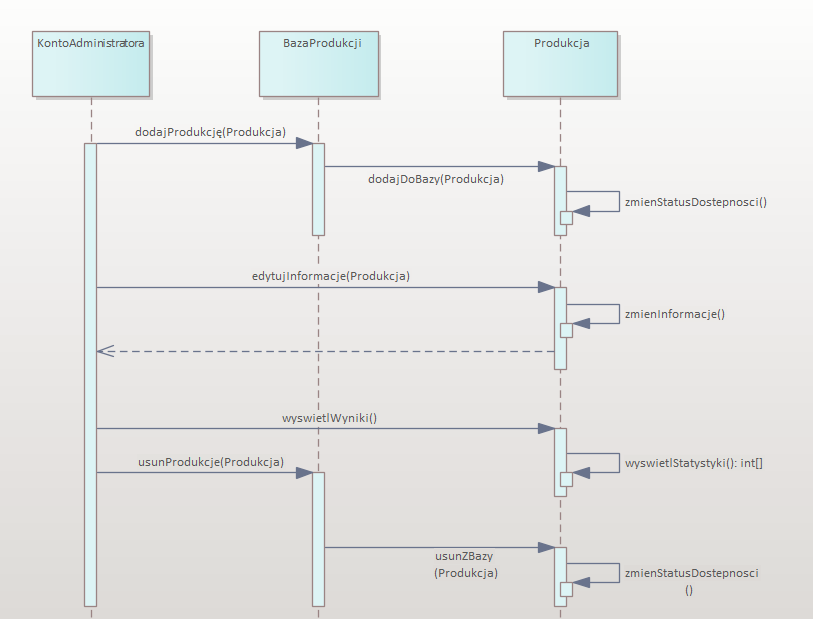 KontoAdministratora
BazaProdukcji
Produkcja
dodajProdukcję(Produkcja)
dodajDoBazy(Produkcja)
zmienStatusDostepnosci()
edytujInformacje(Produkcja)
zmienInformacje()
wyswietlWyniki()
usunProdukcje(Produkcja)
wyswietlStatystyki(): int[]
usunZBazy
(Produkcja)
zmienStatusDostepnosci
()